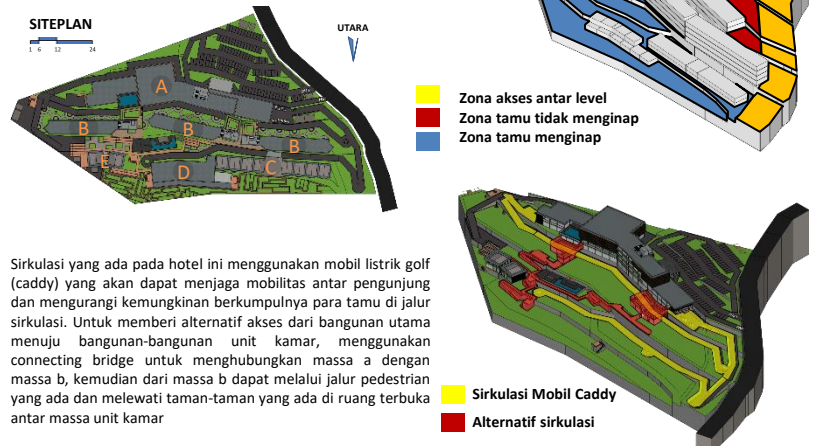 SITEPLAN
1 6 12 24
UTARA
A
B
B
B
E
D
C
Zona akses antar level
Zona tamu tidak menginap
Zona tamu menginap
Sirkulasi yang ada pada hotel ini menggunakan mobil listrik golf
(caddy) yang akan dapat menjaga mobilitas antar pengunjung
dan mengurangi kemungkinan berkumpulnya para tamu di jalur
sirkulasi. Untuk memberi alternatif akses dari bangunan utama
menuju bangunan-bangunan unit kamar, menggunakan
connecting bridge untuk menghubungkan massa a dengan
massa b, kemudian dari massa b dapat melalui jalur pedestrian
yang ada dan melewati taman-taman yang ada di ruang terbuka
antar massa unit kamar
Sirkulasi Mobil Caddy
Alternatif sirkulasi